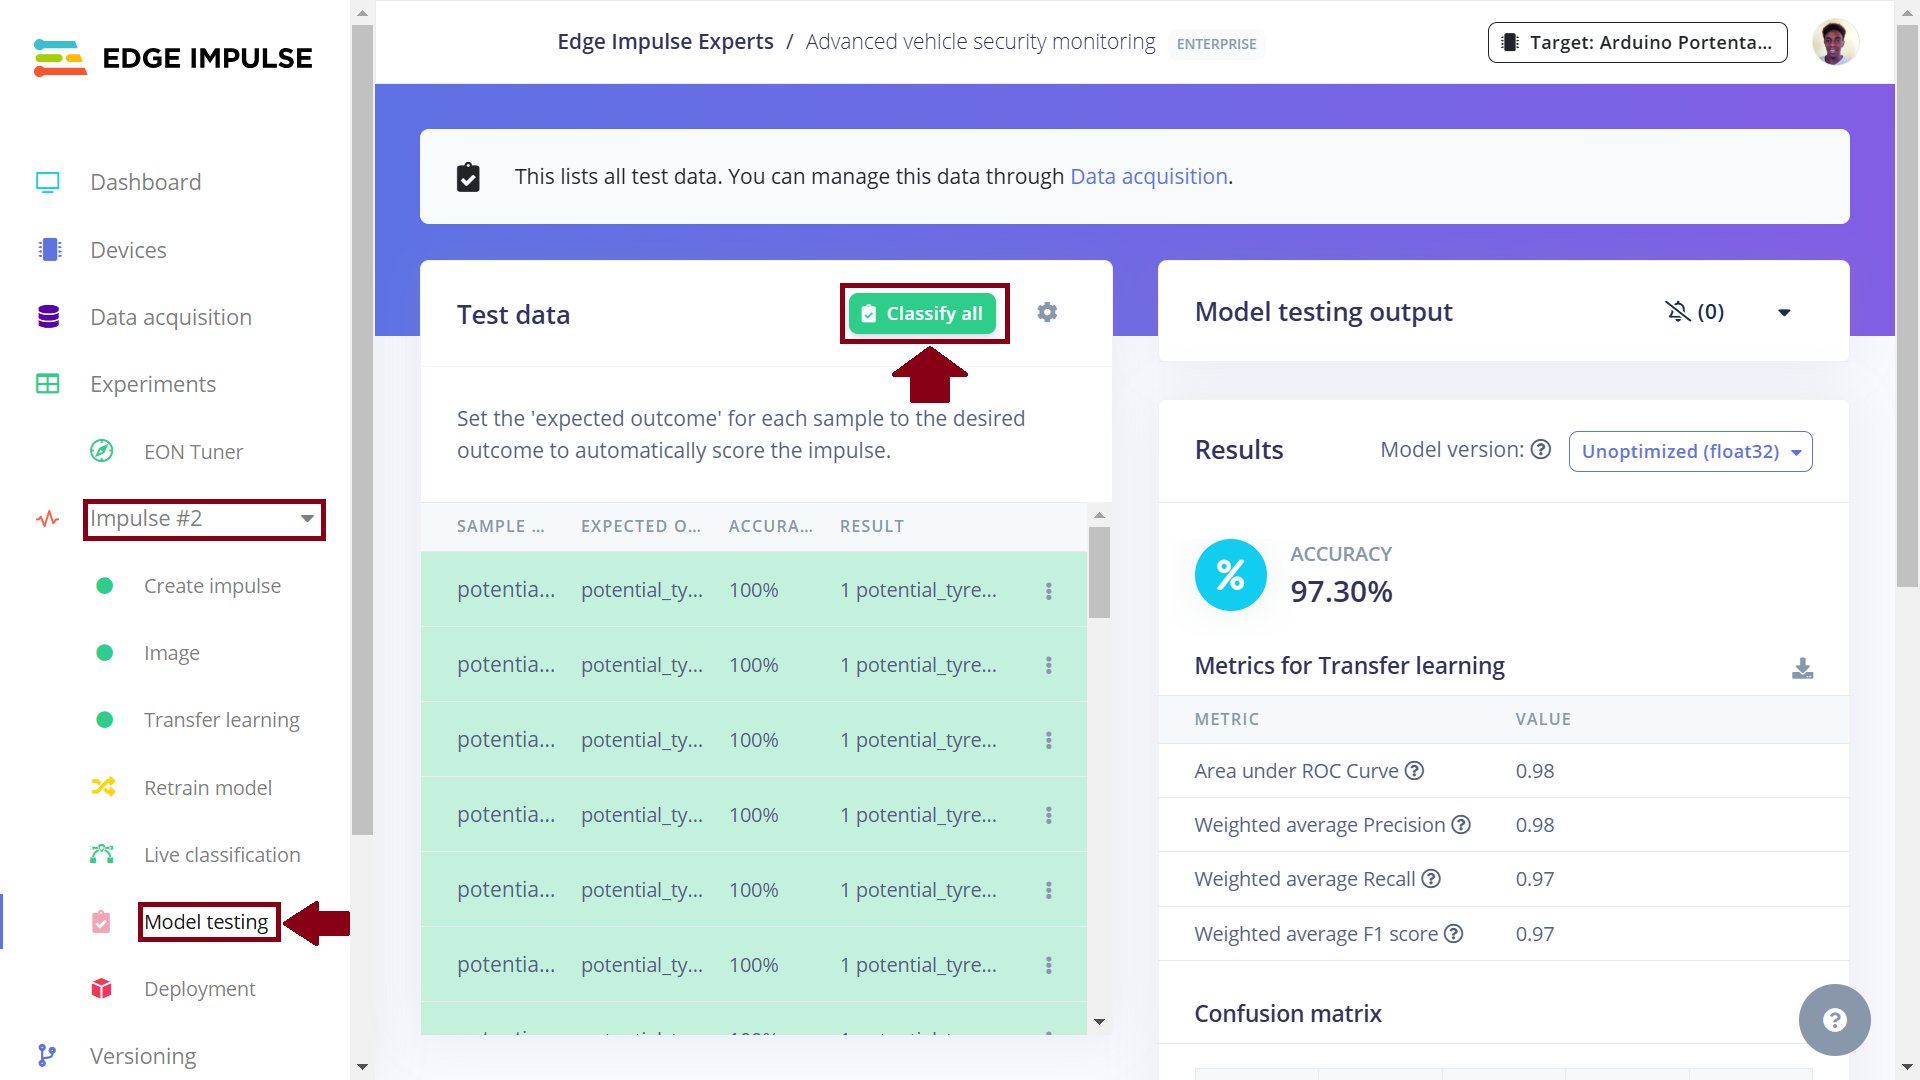 EDGE IMPULSE
Dashboard
Devices
Data acquisition
Experiments
EON Tuner
Impulse #2
Create impulse
Image
Transfer learning
Retrain model
Live classification
Model testing
Deployment
Versioning
Edge Impulse Experts / Advanced vehicle security monitoring ENTERPRISE
Target: Arduino Portenta...
This lists all test data. You can manage this data through Data acquisition.
Test data
Classify all
Set the 'expected outcome' for each sample to the desired
outcome to automatically score the impulse.
SAMPLE ... EXPECTED O... ACCURA... RESULT
potentia... potential_ty... 100% 1 potential_tyre...
potentia... potential_ty... 100% 1 potential_tyre...
potentia... potential_ty... 100% 1 potential_tyre...
potentia... potential_ty... 100% 1 potential_tyre...
potentia... potential_ty... 100% 1 potential_tyre...
potentia... potential_ty... 100% 1 potential_tyre...
Model testing output
(0)
Results
Model version: ?
Unoptimized (float32)
%
ACCURACY
97.30%
Metrics for Transfer learning
METRIC VALUE
Area under ROC Curve ? 0.98
Weighted average Precision ? 0.98
Weighted average Recall ? 0.97
Weighted average F1 score ? 0.97
Confusion matrix
?